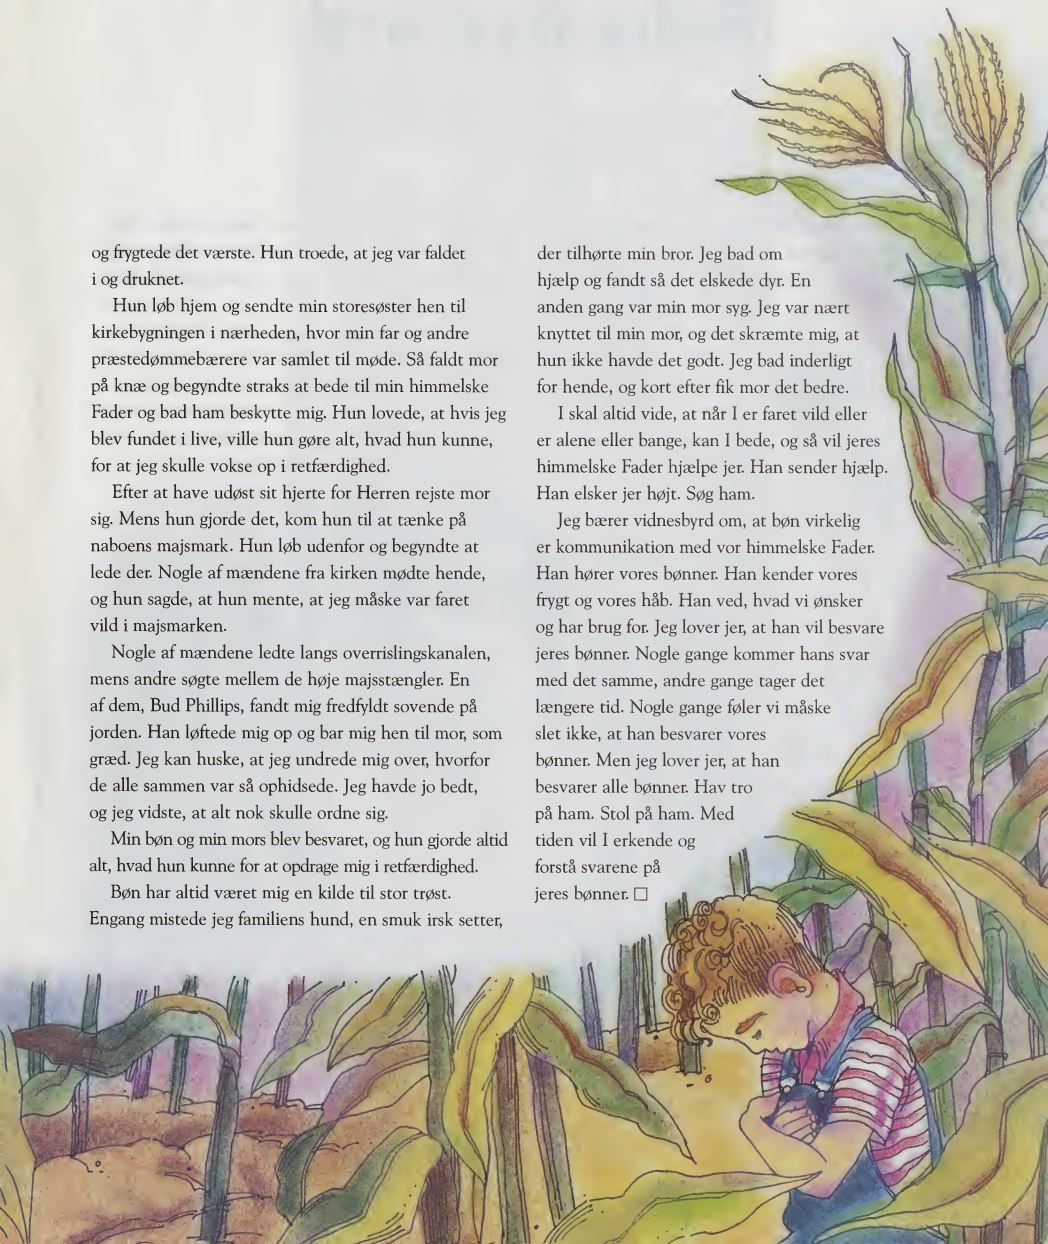 og frygtede det værste. Hun troede, at jeg var faldet
i og druknet.
Hun løb hjem og sendte min storesøster hen til
kirkebygningen i nærheden, hvor min far og andre
præstedømmebærere var samlet til møde. Så faldt mor
på knæ og begyndte straks at bede til min himmelske
Fader og bad ham beskytte mig. Hun lovede, at hvis jeg
blev fundet i live, ville hun gøre alt, hvad hun kunne,
for at jeg skulle vokse op i retfærdighed.
Efter at have udøst sit hjerte for Herren rejste mor
sig. Mens hun gjorde det, kom hun til at tænke på
naboens majsmark. Hun løb udenfor og begyndte at
lede der. Nogle af mændene fra kirken mødte hende,
og hun sagde, at hun mente, at jeg måske var faret
vild i majsmarken.
Nogle af mændene ledte langs overrislingskanalen,
mens andre søgte mellem de høje majsstængler. En
af dem, Bud Phillips, fandt mig fredfyldt sovende på
jorden. Han løftede mig op og bar mig hen til mor, som
græd. Jeg kan huske, at jeg undrede mig over, hvorfor
de alle sammen var så ophidsede. Jeg havde jo bedt,
og jeg vidste, at alt nok skulle ordne sig.
Min bøn og min mors blev besvaret, og hun gjorde altid
alt, hvad hun kunne for at opdrage mig i retfærdighed.
Bøn har altid været mig en kilde til stor trøst.
Engang mistede jeg familiens hund, en smuk irsk setter,
der tilhørte min bror. Jeg bad om
hjælp og fandt så det elskede dyr. En
anden gang var min mor syg. Jeg var nært
knyttet til min mor, og det skræmte mig, at
hun ikke havde det godt. Jeg bad inderligt
for hende, og kort efter fik mor det bedre.
I skal altid vide, at når I er faret vild eller
er alene eller bange, kan I bede, og så vil jeres
himmelske Fader hjælpe jer. Han sender hjælp.
Han elsker jer højt. Søg ham.
Jeg bærer vidnesbyrd om, at bøn virkelig
er kommunikation med vor himmelske Fader.
Han hører vores bønner. Han kender vores
frygt og vores håb. Han ved, hvad vi ønsker
og har brug for. Jeg lover jer, at han vil besvare
jeres bønner. Nogle gange kommer hans svar
med det samme, andre gange tager det
længere tid. Nogle gange føler vi måske
slet ikke, at han besvarer vores
bønner. Men jeg lover jer, at han
besvarer alle bønner. Hav tro
på ham. Stol på ham. Med
tiden vil I erkende og
forstå svarene på
jeres bønner. □